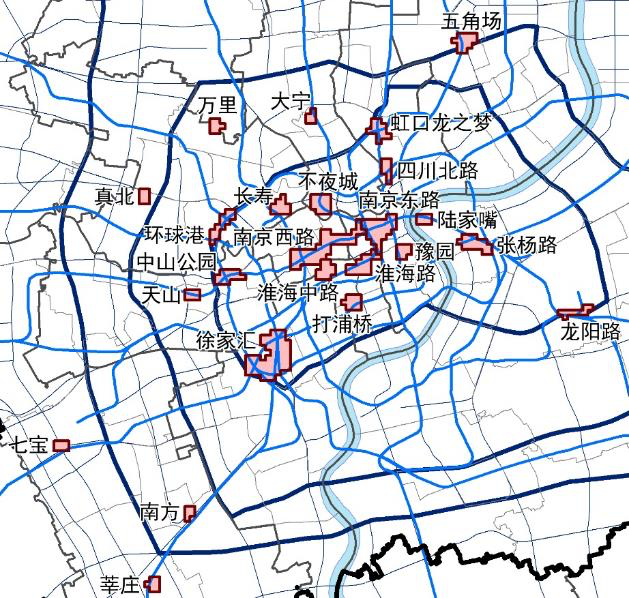 五角场
万里
大宁
虹口龙之梦
四川北路
真北
长寿
不夜城
南京东路
陆家嘴
环球港
南京西路
豫园
张杨路
中山公园
淮海路
天山
淮海中路
打浦桥
龙阳路
徐家汇
七宝
南方
莘庄